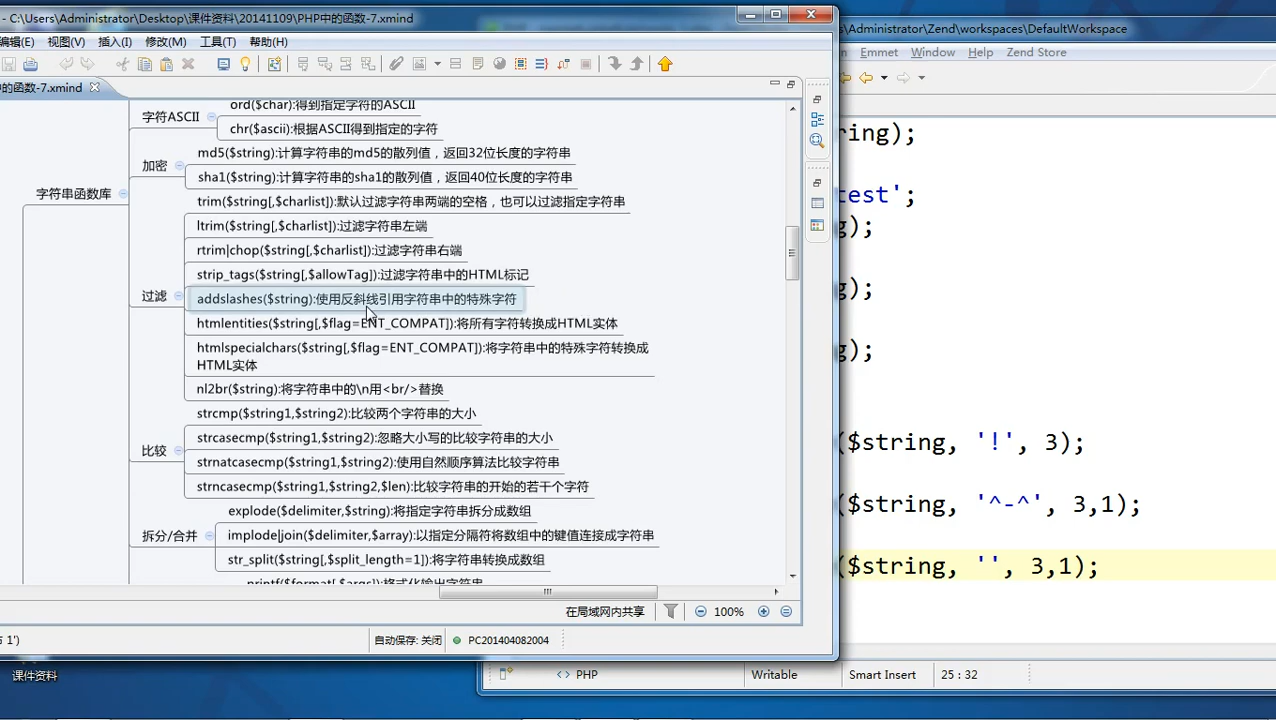 - C:\Users\Administrator\Desktop\课件资料\20141109\PHP中的函数-7.xmind
编辑(E) 视图(V) 插入(I) 修改(M) 工具(T) 帮助(H)
中的函数-7.xmind
字符串函数库
字符ASCII
ord($char):得到指定字符的ASCII
chr($ascii):根据ASCII得到指定的字符
加密
md5($string):计算字符串的md5的散列值，返回32位长度的字符串
sha1($string):计算字符串的sha1的散列值，返回40位长度的字符串
过滤
trim($string[,$charlist]):默认过滤字符串两端的空格，也可以过滤指定字符串
ltrim($string[,$charlist]):过滤字符串左端
rtrim|chop($string[,$charlist]):过滤字符串右端
strip_tags($string[,$allowTag]):过滤字符串中的HTML标记
addslashes($string):使用反斜线引用字符串中的特殊字符
htmlentities($string[,$flag=ENT_COMPAT]):将所有字符转换成HTML实体
htmlspecialchars($string[,$flag=ENT_COMPAT]):将字符串中的特殊字符转换成
HTML实体
nl2br($string):将字符串中的\n用<br/>替换
比较
strcmp($string1,$string2):比较两个字符串的大小
strcasecmp($string1,$string2):忽略大小写的比较字符串的大小
strnatcasecmp($string1,$string2):使用自然顺序算法比较字符串
strncasecmp($string1,$string2,$len):比较字符串的开始的若干个字符
拆分/合并
explode($delimiter,$string):将指定字符串拆分成数组
implode|join($delimiter,$array):以指定分隔符将数组中的键值连接成字符串
str_split($string[,$split_length=1]):将字符串转换成数组
printf($format[,$args]):格式化输出字符串
在局域网内共享 100%
1') 自动保存: 关闭 PC201404082004
课件资料
\Administrator\Zend\workspaces\DefaultWorkspace
Emmet Window Help Zend Store
ring);
test';
g);
g);
g);
($string, '!', 3);
($string, '^-^', 3,1);
($string, '', 3,1);
PHP Writable Smart Insert 25 : 32